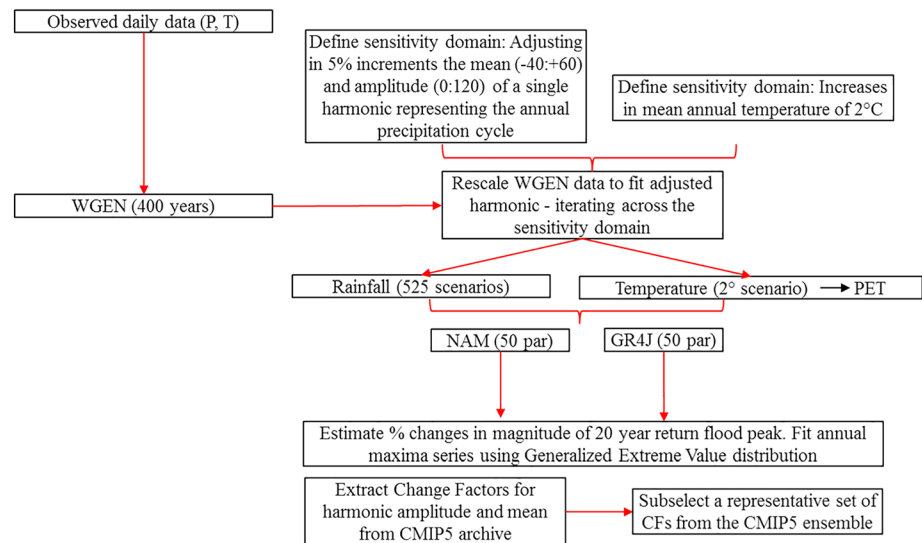 Observed daily data (P, T)
Define sensitivity domain: Adjusting
in 5% increments the mean (-40:+60)
and amplitude (0:120) of a single
harmonic representing the annual
precipitation cycle
Define sensitivity domain: Increases
in mean annual temperature of 2°C
WGEN (400 years)
Rescale WGEN data to fit adjusted
harmonic - iterating across the
sensitivity domain
Rainfall (525 scenarios)
Temperature (2° scenario) PET
NAM (50 par)
GR4J (50 par)
Estimate % changes in magnitude of 20 year return flood peak. Fit annual
maxima series using Generalized Extreme Value distribution
Extract Change Factors for
harmonic amplitude and mean
from CMIP5 archive
Subselect a representative set of
CFs from the CMIP5 ensemble